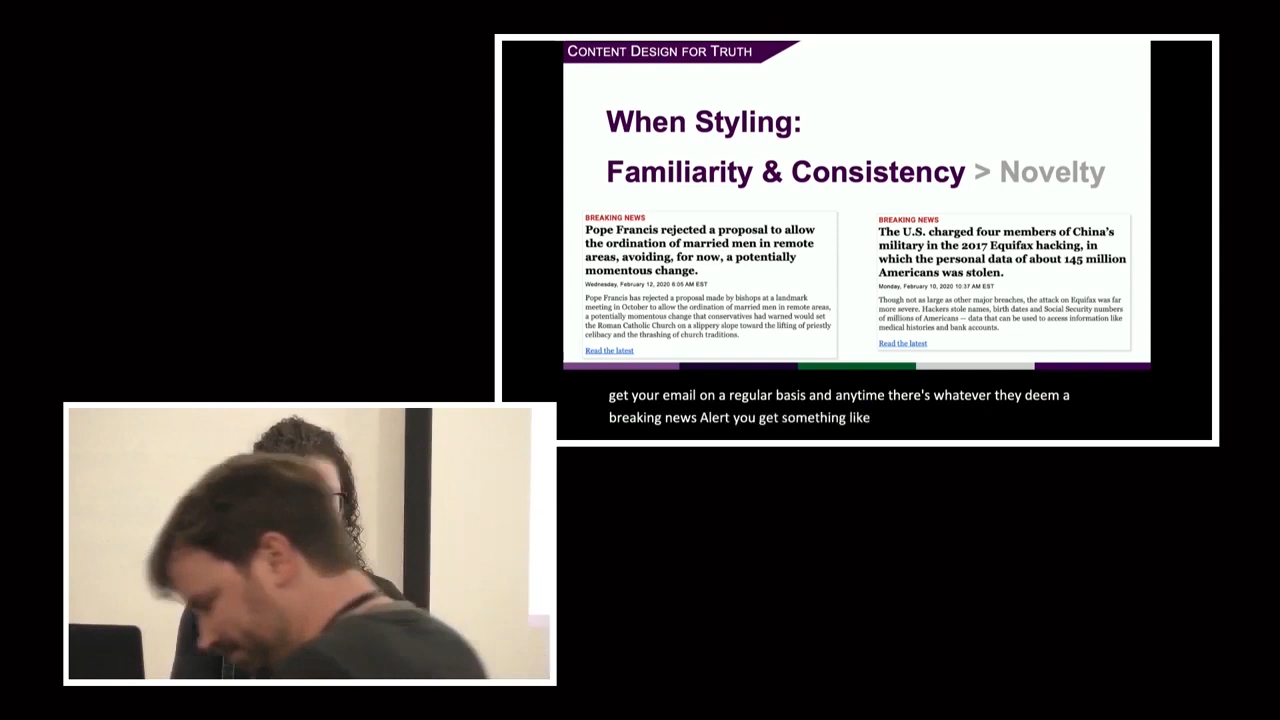 CONTENT DESIGN FOR TRUTH
When Styling:
Familiarity & Consistency > Novelty
BREAKING NEWS
Pope Francis rejected a proposal to allow
the ordination of married men in remote
areas, avoiding, for now, a potentially
momentous change.
Wednesday, February 12, 2020 6:05 AM EST
Pope Francis has rejected a proposal made by bishops at a landmark
meeting in October to allow the ordination of married men in remote areas,
a potentially momentous change that conservatives had warned would set
the Roman Catholic Church on a slippery slope toward the lifting of priestly
celibacy and the thrashing of church traditions.
Read the latest
BREAKING NEWS
The U.S. charged four members of China's
military in the 2017 Equifax hacking, in
which the personal data of about 145 million
Americans was stolen.
Monday, February 10, 2020 10:37 AM EST
Though not as large as other major breaches, the attack on Equifax was far
more severe. Hackers stole names, birth dates and Social Security numbers
of millions of Americans — data that can be used to access information like
medical histories and bank accounts.
Read the latest
get your email on a regular basis and anytime there's whatever they deem a
breaking news Alert you get something like